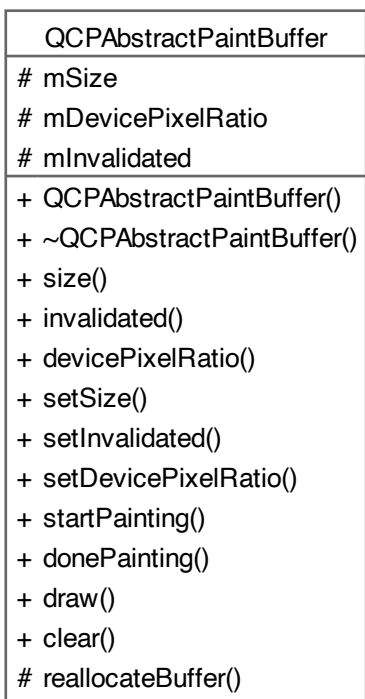 QCPAbstractPaintBuffer
# mSize
# mDevicePixelRatio
# mInvalidated
+ QCPAbstractPaintBuffer()
+ ~QCPAbstractPaintBuffer()
+ size()
+ invalidated()
+ devicePixelRatio()
+ setSize()
+ setInvalidated()
+ setDevicePixelRatio()
+ startPainting()
+ donePainting()
+ draw()
+ clear()
# reallocateBuffer()